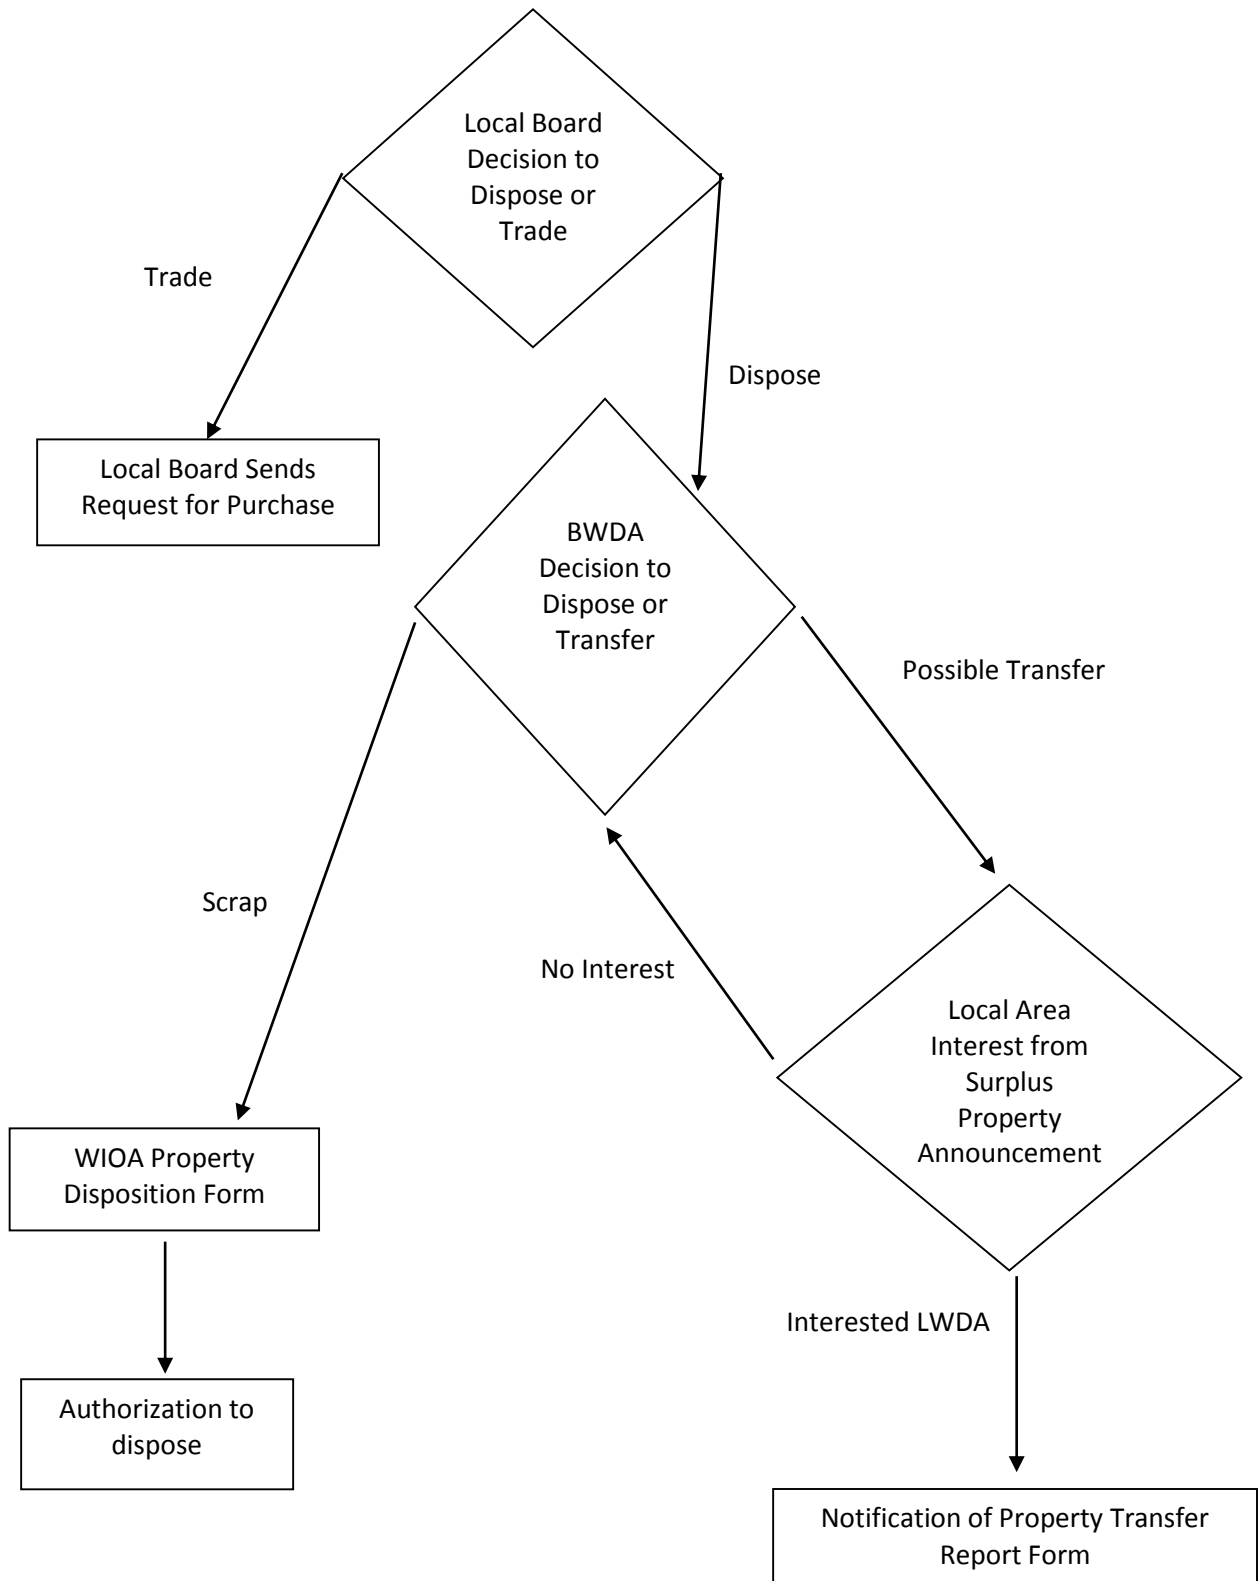 Local Board
Decision to
Dispose or
Trade
Trade
Dispose
Local Board Sends
Request for Purchase
BWDA
Decision to
Dispose or
Transfer
Possible Transfer
Scrap
No Interest
Local Area
Interest from
Surplus
Property
Announcement
WIOA Property
Disposition Form
Interested LWDA
Authorization to
dispose
Notification of Property Transfer
Report Form